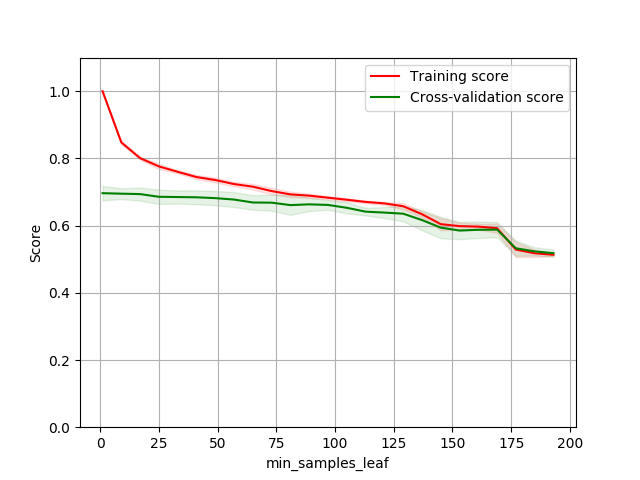 Training score
Cross-validation score
1.0
0.8
0.6
0.4
0.2
0.0
Score
0 25 50 75 100 125 150 175 200
min_samples_leaf